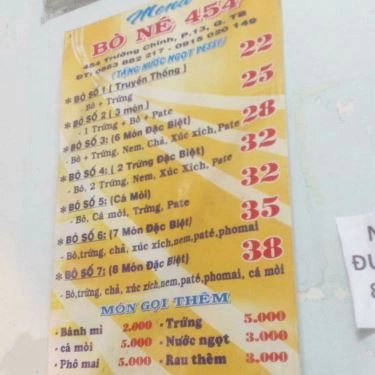 Menu
BÒ NÉ 454
454 Trường Chinh, P.13, Q. TB
ĐT: 0963 882 217 - 0915 020 149
(TẶNG NƯỚC NGỌT PESSI)
22
* BÒ SỐ 1 ( Truyền Thống )
- Bò + Trứng
25
* BÒ SỐ 2 ( 3 món )
- 1 Trứng + Bò + Pate
28
* BÒ SỐ 3: (6 Món Đặc Biệt)
- Bò + Trứng, Nem, Chả, Xúc xích, Pate
32
* BÒ SỐ 4: ( 2 Trứng Đặc Biệt)
- Bò, 2 Trứng, Nem, Xúc xích, Pate
32
* BÒ SỐ 5: (Cá Mòi)
- Bò, Cá mòi, Trứng, Pate
35
* BÒ SỐ 6: (7 Món Đặc Biệt)
- Bò,trứng, chả, xúc xích,nem,paté,phomai
38
* BÒ SỐ 7: (8 Món Đặc Biệt)
-Bò,trứng, chả, xúc xích,nem,paté,phomai, cá mòi
MÓN GỌI THÊM
- Bánh mì 2.000 - Trứng 5.000
- cá mòi 5.000 - Nước ngọt 3.000
- Phô mai 5.000 - Rau thêm 3.000